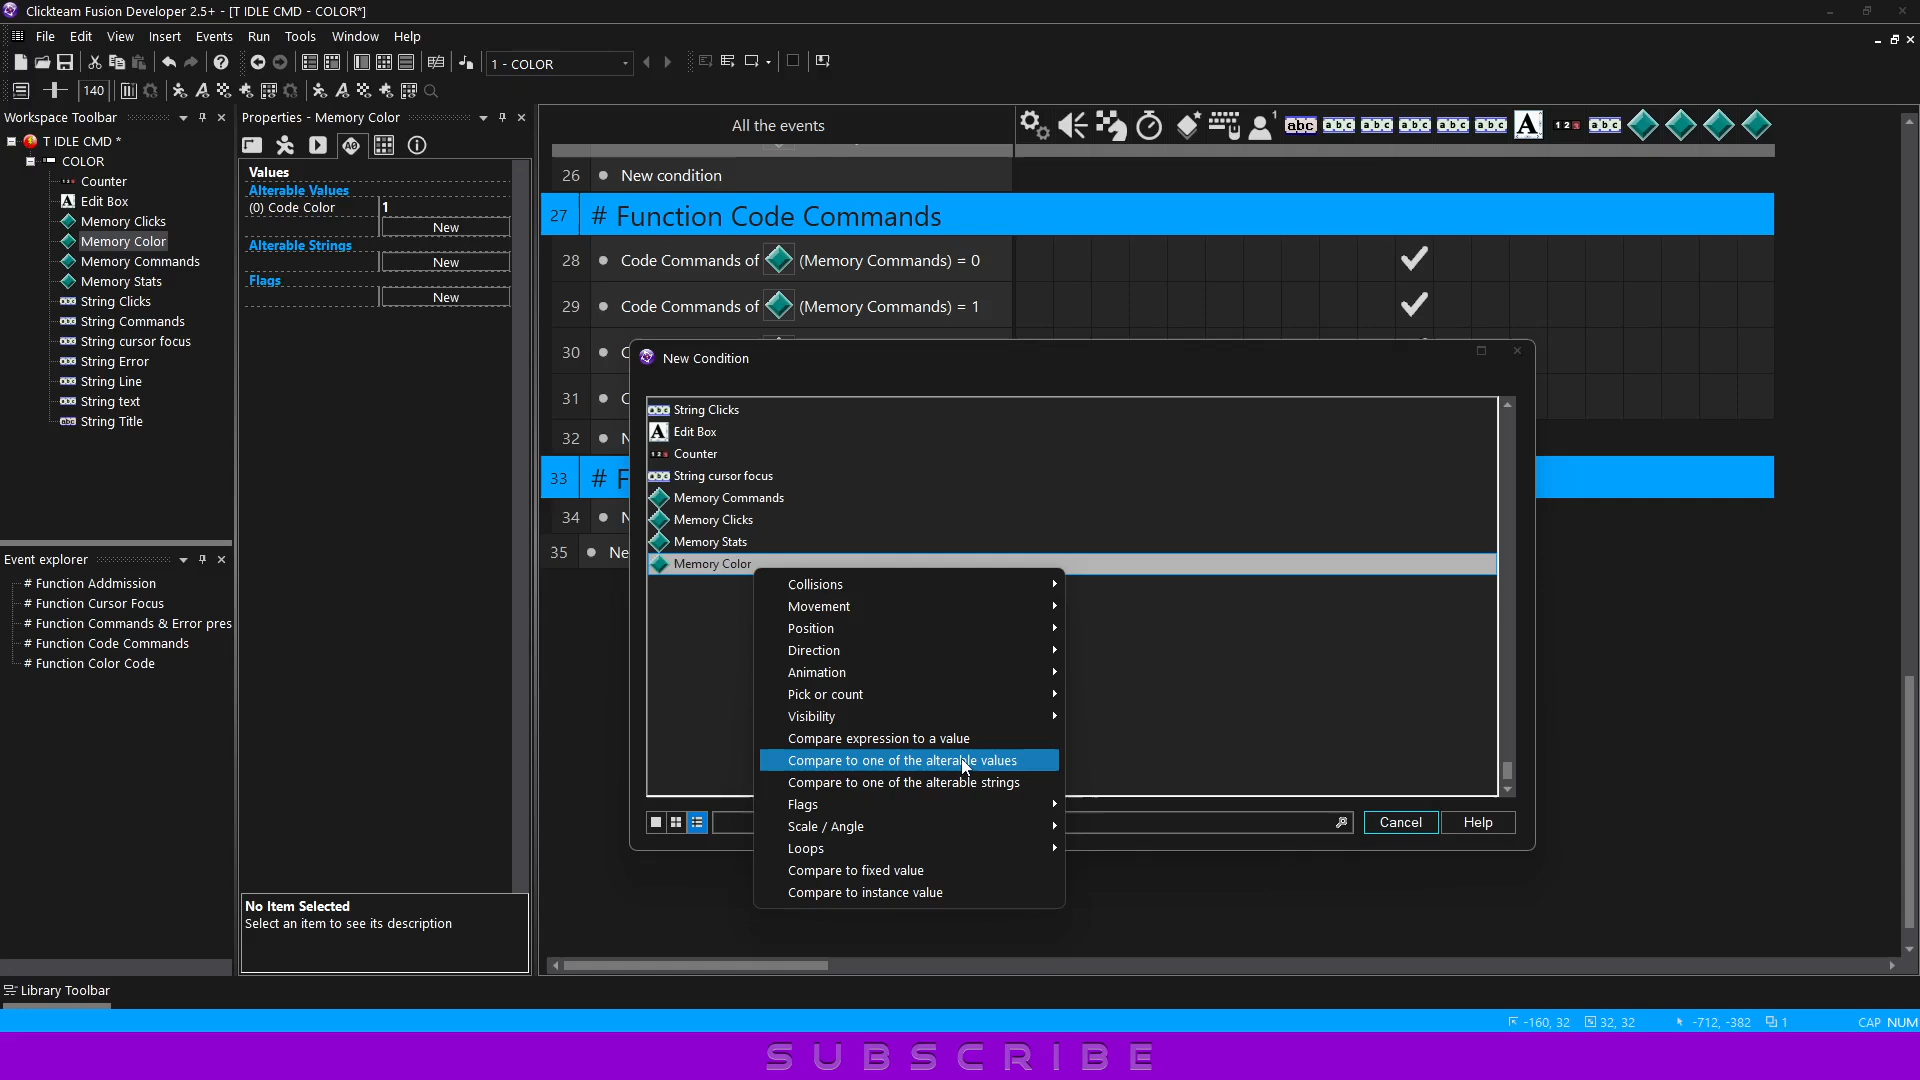 Clickteam Fusion Developer 2.5+ - [T IDLE CMD - COLOR*]
File Edit View Insert Events Run Tools Window Help
1 - COLOR
140
Workspace Toolbar
T IDLE CMD *
COLOR
Counter
Edit Box
Memory Clicks
Memory Color
Memory Commands
Memory Stats
String Clicks
String Commands
String cursor focus
String Error
String Line
String text
String Title
Event explorer
# Function Addmission
# Function Cursor Focus
# Function Commands & Error pres
# Function Code Commands
# Function Color Code
Properties - Memory Color
Values
Alterable Values
(0) Code Color 1
New
Alterable Strings
New
Flags
New
No Item Selected
Select an item to see its description
All the events
26 New condition
27 # Function Code Commands
28 Code Commands of (Memory Commands) = 0
29 Code Commands of (Memory Commands) = 1
30 C
31 C
32 N
33 # F
34 N
35 Ne
New Condition
String Clicks
Edit Box
Counter
String cursor focus
Memory Commands
Memory Clicks
Memory Stats
Memory Color
Collisions
Movement
Position
Direction
Animation
Pick or count
Visibility
Compare expression to a value
Compare to one of the alterable values
Compare to one of the alterable strings
Flags
Scale / Angle
Loops
Compare to fixed value
Compare to instance value
Cancel Help
Library Toolbar
-160, 32 32, 32 -712, -382 1 CAP NUM
SUBSCRIBE